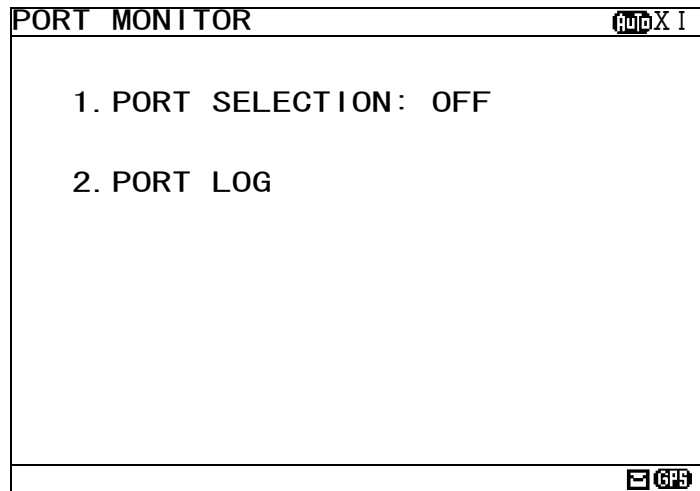 PORT MONITOR AUTO X I
1. PORT SELECTION: OFF
2. PORT LOG
GPS